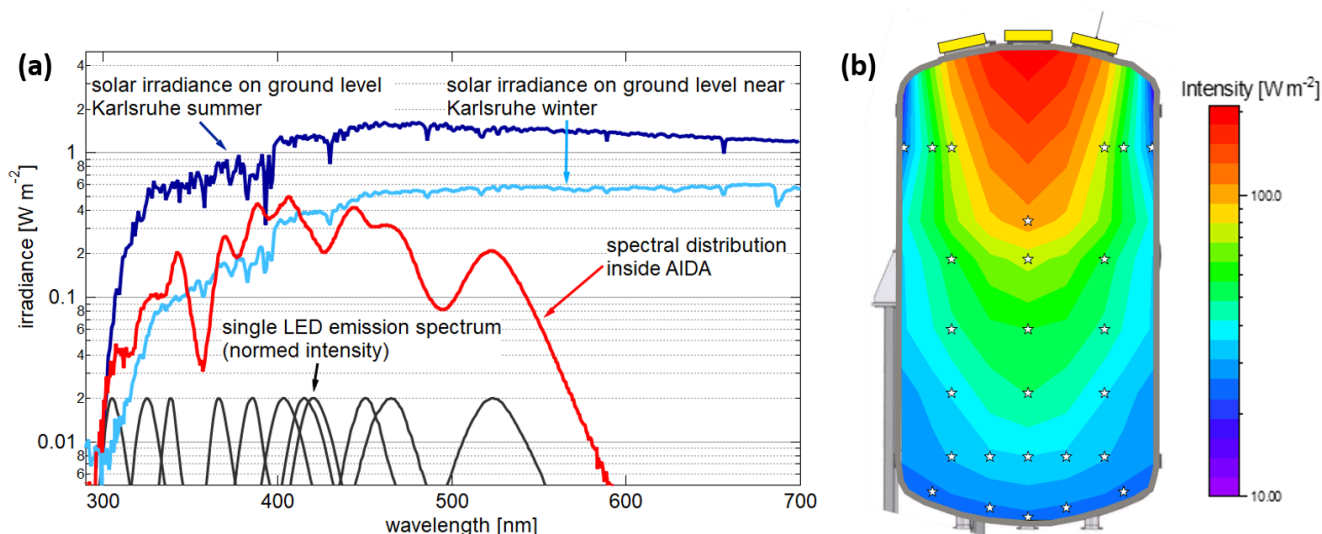 (a)
4
2
1
8
6
4
2
0.1
8
6
4
2
0.01
8
6
irradiance [W m-2]
solar irradiance on ground level
Karlsruhe summer
solar irradiance on ground level near
Karlsruhe winter
spectral distribution
inside AIDA
single LED emission spectrum
(normed intensity)
300
400
500
600
700
wavelength [nm]
(b)
Intensity [W m-2]
100.0
10.00